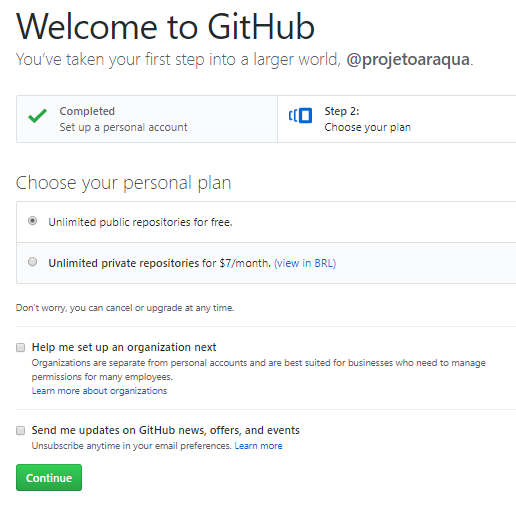 Welcome to GitHub
You've taken your first step into a larger world, @projetoaraqua.
Completed
Set up a personal account
Step 2:
Choose your plan
Choose your personal plan
Unlimited public repositories for free.
Unlimited private repositories for $7/month. (view in BRL)
Don't worry, you can cancel or upgrade at any time.
Help me set up an organization next
Organizations are separate from personal accounts and are best suited for businesses who need to manage
permissions for many employees.
Learn more about organizations
Send me updates on GitHub news, offers, and events
Unsubscribe anytime in your email preferences. Learn more
Continue